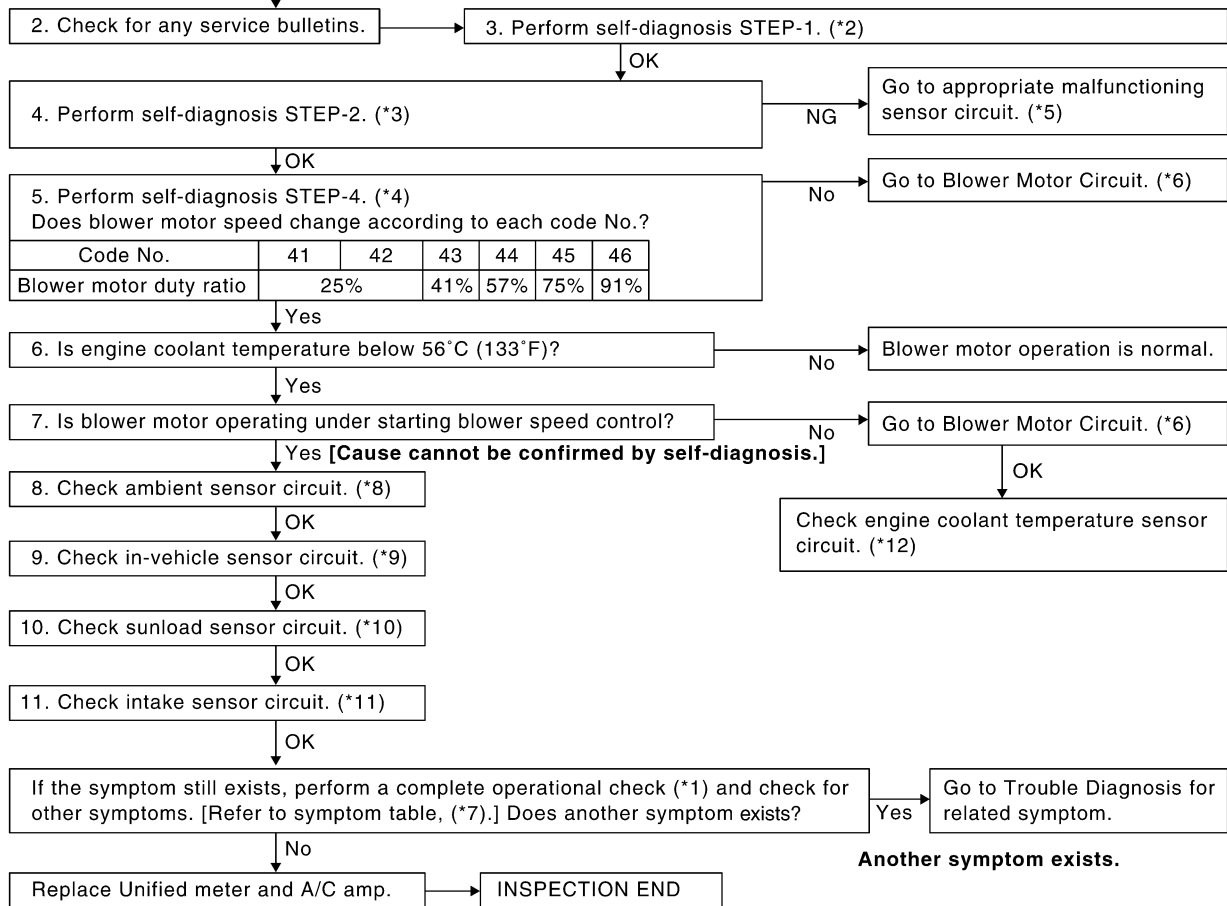 2. Check for any service bulletins.
3. Perform self-diagnosis STEP-1. (*2)
OK
4. Perform self-diagnosis STEP-2. (*3)
NG
Go to appropriate malfunctioning
sensor circuit. (*5)
OK
5. Perform self-diagnosis STEP-4. (*4)
Does blower motor speed change according to each code No.?
Code No. 41 42 43 44 45 46
Blower motor duty ratio 25% 41% 57% 75% 91%
No
Go to Blower Motor Circuit. (*6)
Yes
6. Is engine coolant temperature below 56˚C (133˚F)?
No
Blower motor operation is normal.
Yes
7. Is blower motor operating under starting blower speed control?
No
Go to Blower Motor Circuit. (*6)
Yes [Cause cannot be confirmed by self-diagnosis.]
OK
8. Check ambient sensor circuit. (*8)
Check engine coolant temperature sensor
circuit. (*12)
OK
9. Check in-vehicle sensor circuit. (*9)
OK
10. Check sunload sensor circuit. (*10)
OK
11. Check intake sensor circuit. (*11)
OK
If the symptom still exists, perform a complete operational check (*1) and check for
other symptoms. [Refer to symptom table, (*7).] Does another symptom exists?
Yes
Go to Trouble Diagnosis for
related symptom.
Another symptom exists.
No
Replace Unified meter and A/C amp.
INSPECTION END